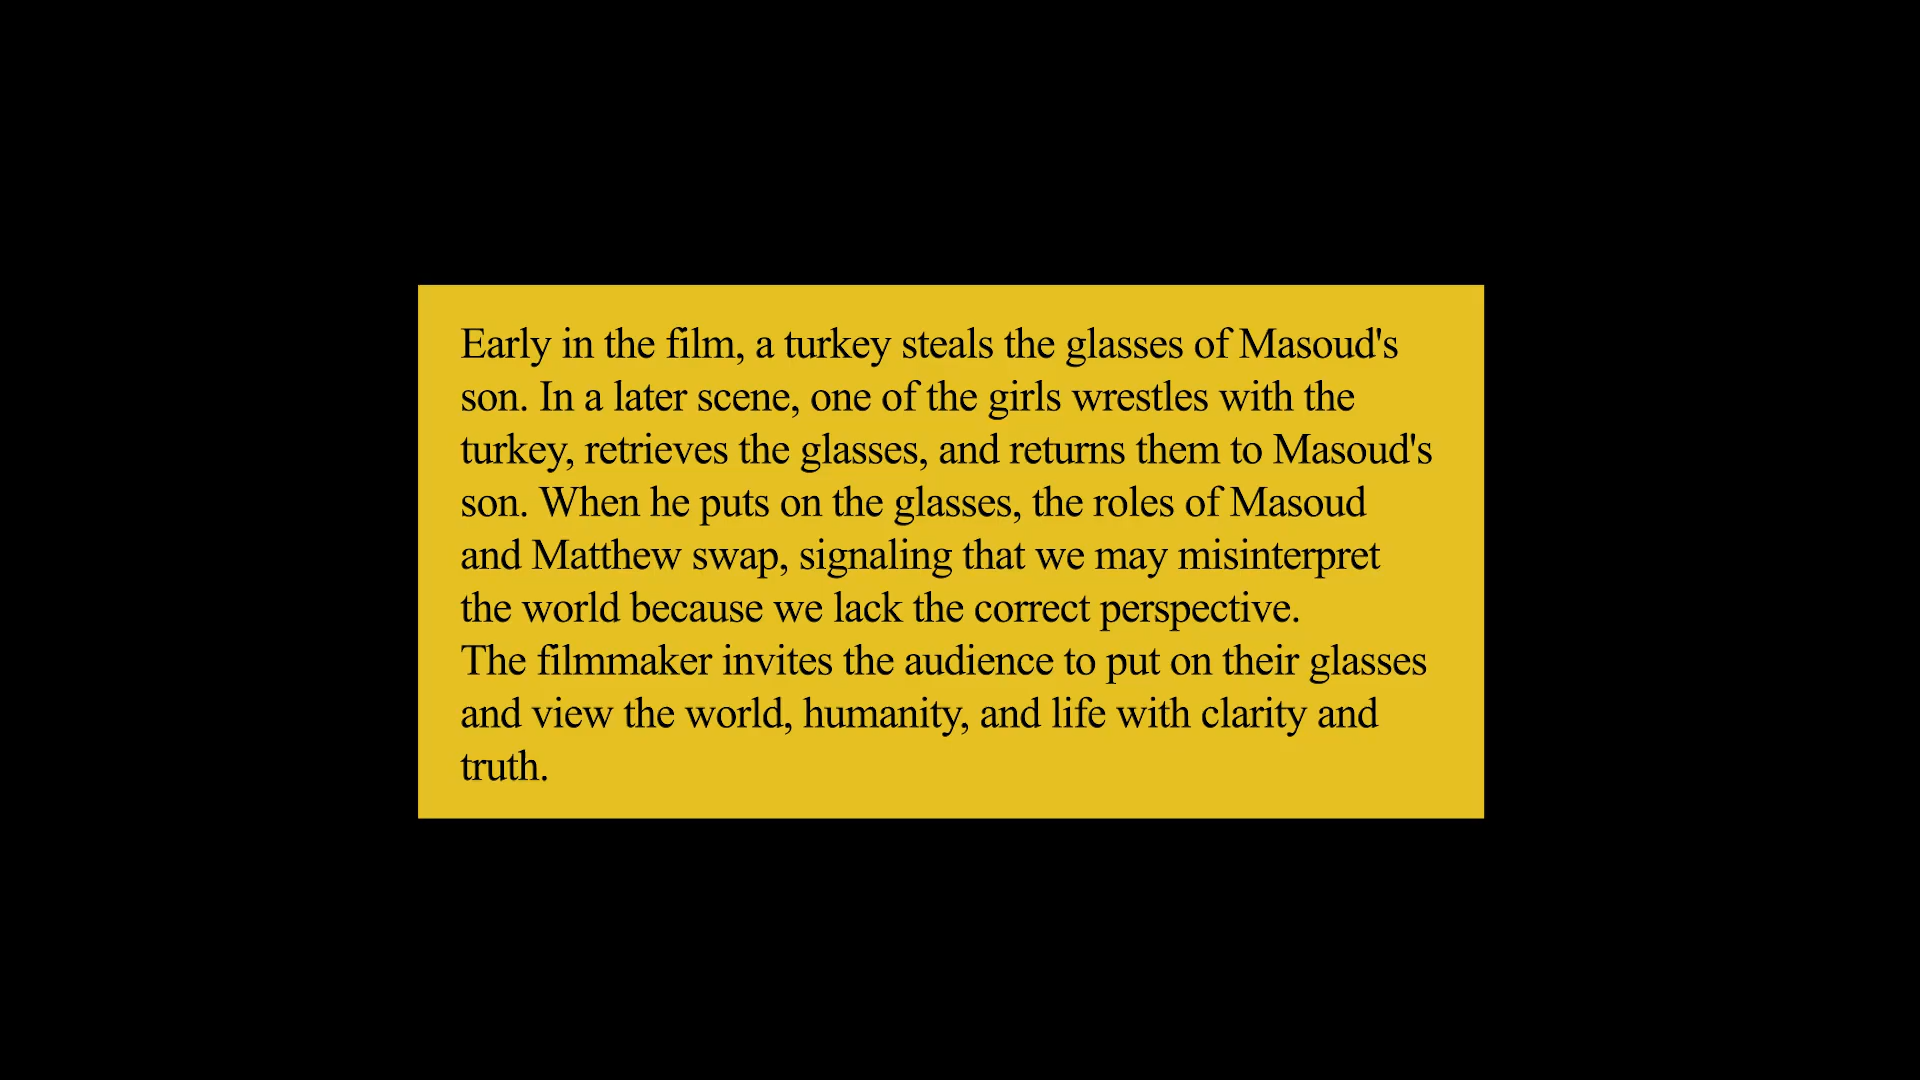 Early in the film, a turkey steals the glasses of Masoud's
son. In a later scene, one of the girls wrestles with the
turkey, retrieves the glasses, and returns them to Masoud's
son. When he puts on the glasses, the roles of Masoud
and Matthew swap, signaling that we may misinterpret
the world because we lack the correct perspective.
The filmmaker invites the audience to put on their glasses
and view the world, humanity, and life with clarity and
truth.